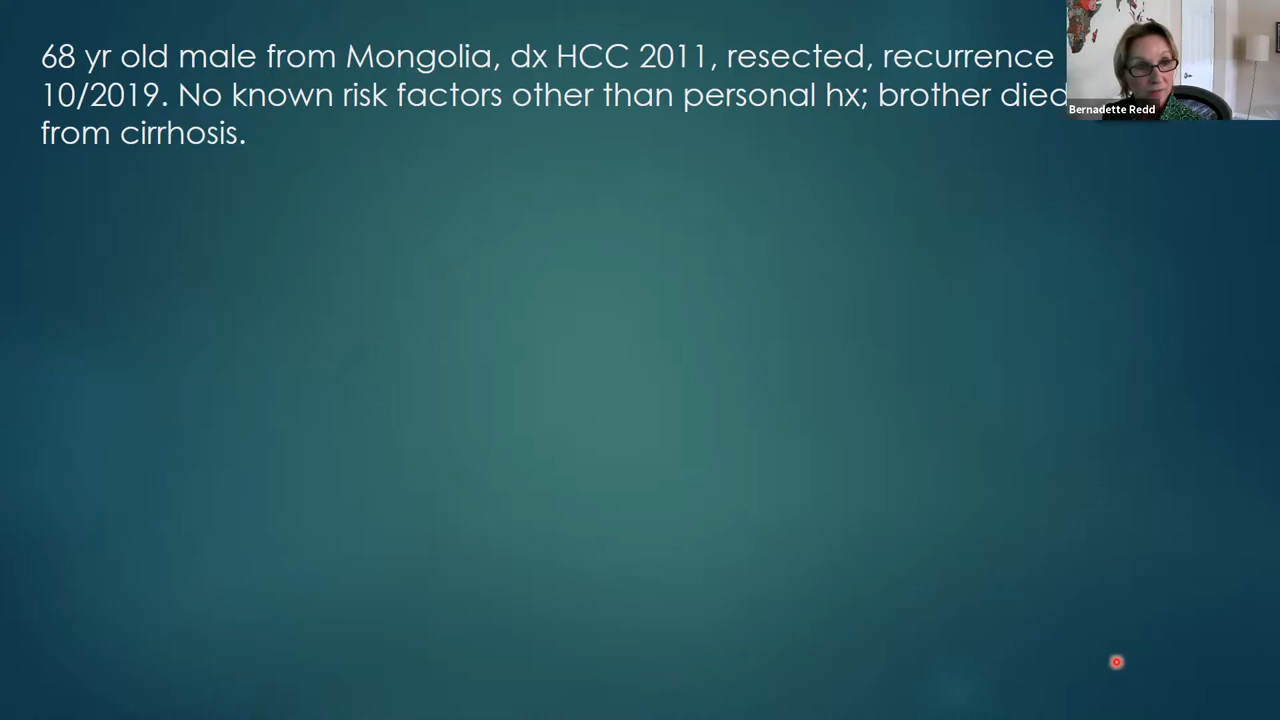 68 yr old male from Mongolia, dx HCC 2011, resected, recurrence
10/2019. No known risk factors other than personal hx; brother died
from cirrhosis.
Bernadette Redd